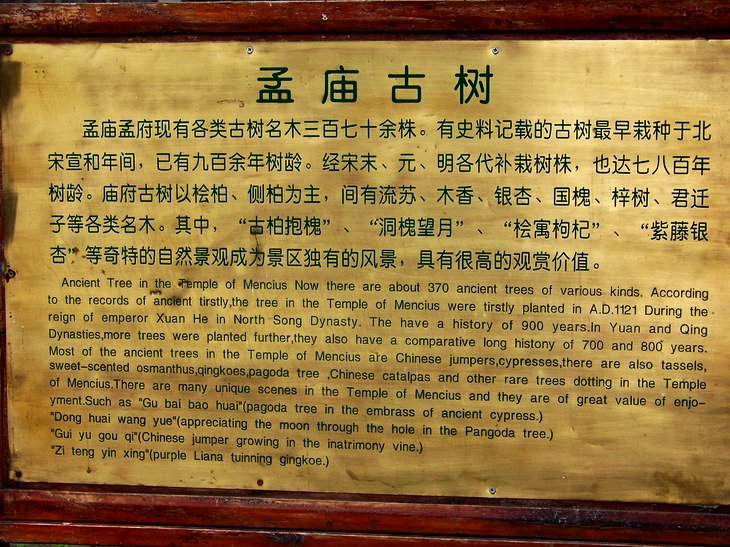 孟庙古树
孟庙孟府现有各类古树名木三百七十余株。有史料记载的古树最早栽种于北
宋宣和年间，已有九百余年树龄。经宋末、元、明各代补栽树株，也达七八百年
树龄。庙府古树以桧柏、侧柏为主，间有流苏、木香、银杏、国槐、梓树、君迁
子等各类名木。其中，“古柏抱槐”、“洞槐望月”、“桧寓枸杞”、“紫藤银
杏”等奇特的自然景观成为景区独有的风景，具有很高的观赏价值。
Ancient Tree in the Temple of Mencius Now there are about 370 ancient trees of various kinds. According
to the records of ancient tirstly,the tree in the Temple of Mencius were tirstly planted in A.D.1121 During the
reign of emperor Xuan He in North Song Dynasty. The have a history of 900 years.In Yuan and Qing
Dynasties,more trees were planted further,they also have a comparative long histony of 700 and 800 years.
Most of the ancient trees in the Temple of Mencius are Chinese jumpers,cypresses,there are also tassels,
sweet-scented osmanthus,qingkoes,pagoda tree ,Chinese catalpas and other rare trees dotting in the Temple
of Mencius.There are many unique scenes in the Temple of Mencius and they are of great value of enjo-
yment.Such as "Gu bai bao huai"(pagoda tree in the embrass of ancient cypress.)
"Dong huai wang yue"(appreciating the moon through the hole in the Pangoda tree.)
"Gui yu gou qi"(Chinese jumper growing in the inatrimony vine.)
"Zi teng yin xing"(purple Liana tuinning gingkoe.)